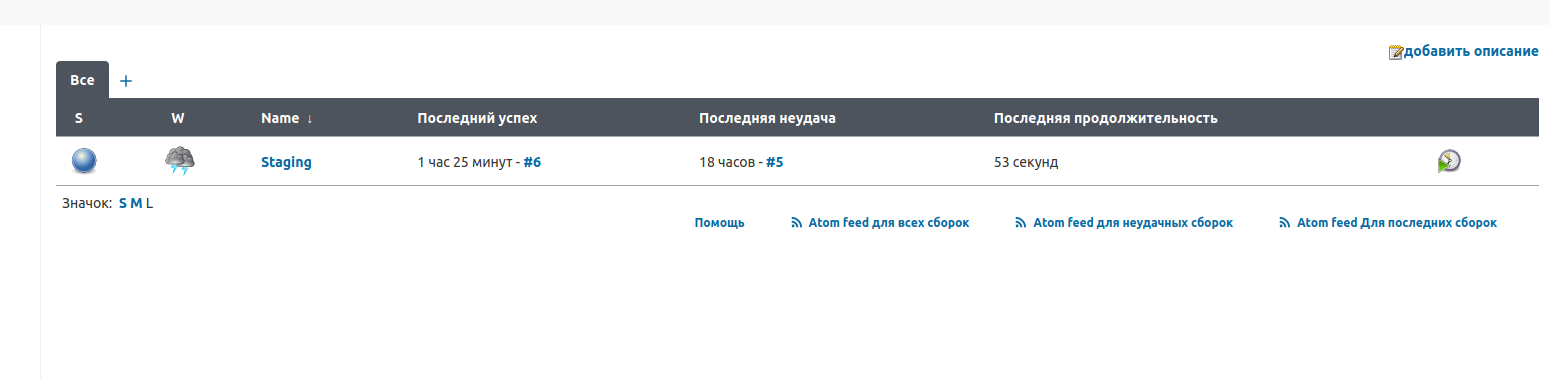 добавить описание
Все +
S W Name ↓ Последний успех Последняя неудача Последняя продолжительность
Staging 1 час 25 минут - #6 18 часов - #5 53 секунд
Значок: S M L
Помощь Atom feed для всех сборок Atom feed для неудачных сборок Atom feed Для последних сборок